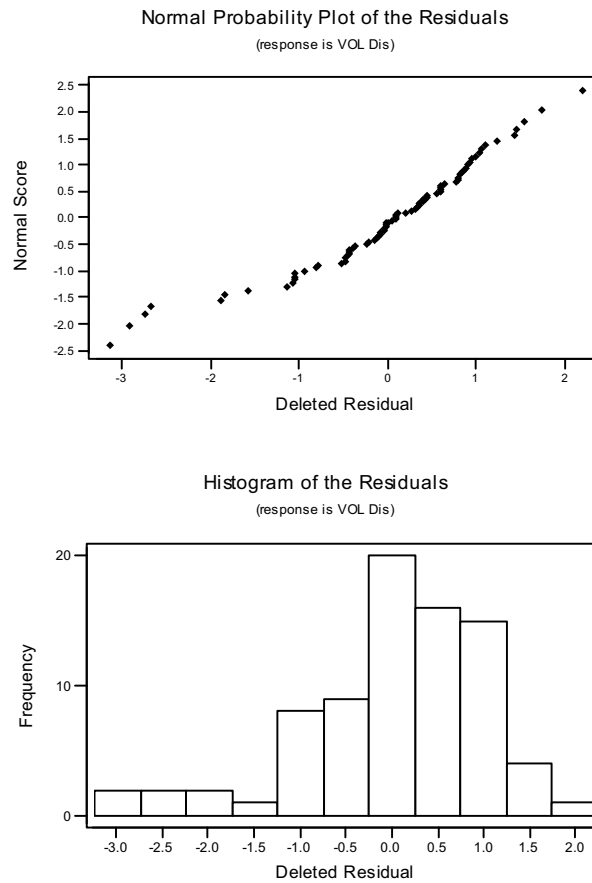 Normal Probability Plot of the Residuals
(response is VOL Dis)
2.5
2.0
1.5
1.0
0.5
0.0
-0.5
-1.0
-1.5
-2.0
-2.5
Normal Score
-3 -2 -1 0 1 2
Deleted Residual
Histogram of the Residuals
(response is VOL Dis)
20
10
0
Frequency
-3.0 -2.5 -2.0 -1.5 -1.0 -0.5 0.0 0.5 1.0 1.5 2.0
Deleted Residual